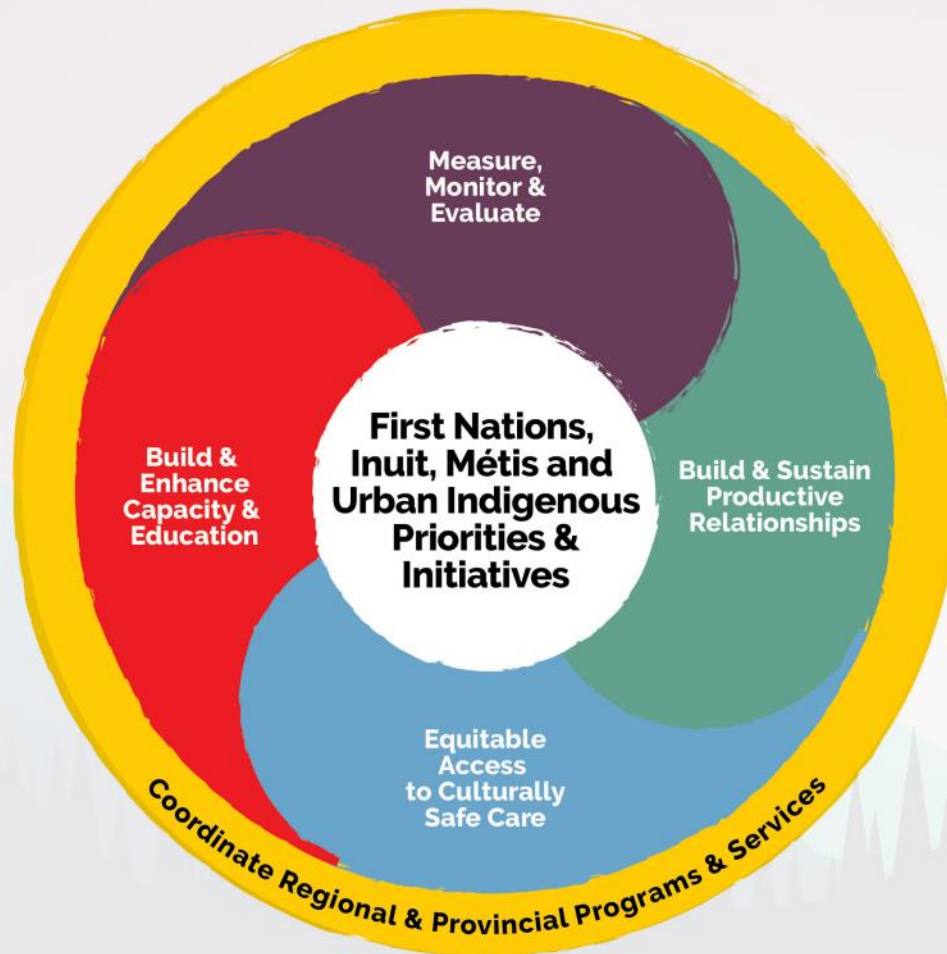 Measure,
Monitor &
Evaluate
First Nations,
Inuit, Métis and
Urban Indigenous
Priorities &
Initiatives
Build &
Enhance
Capacity &
Education
Build & Sustain
Productive
Relationships
Equitable
Access
to Culturally
Safe Care
Coordinate Regional & Provincial Programs & Services